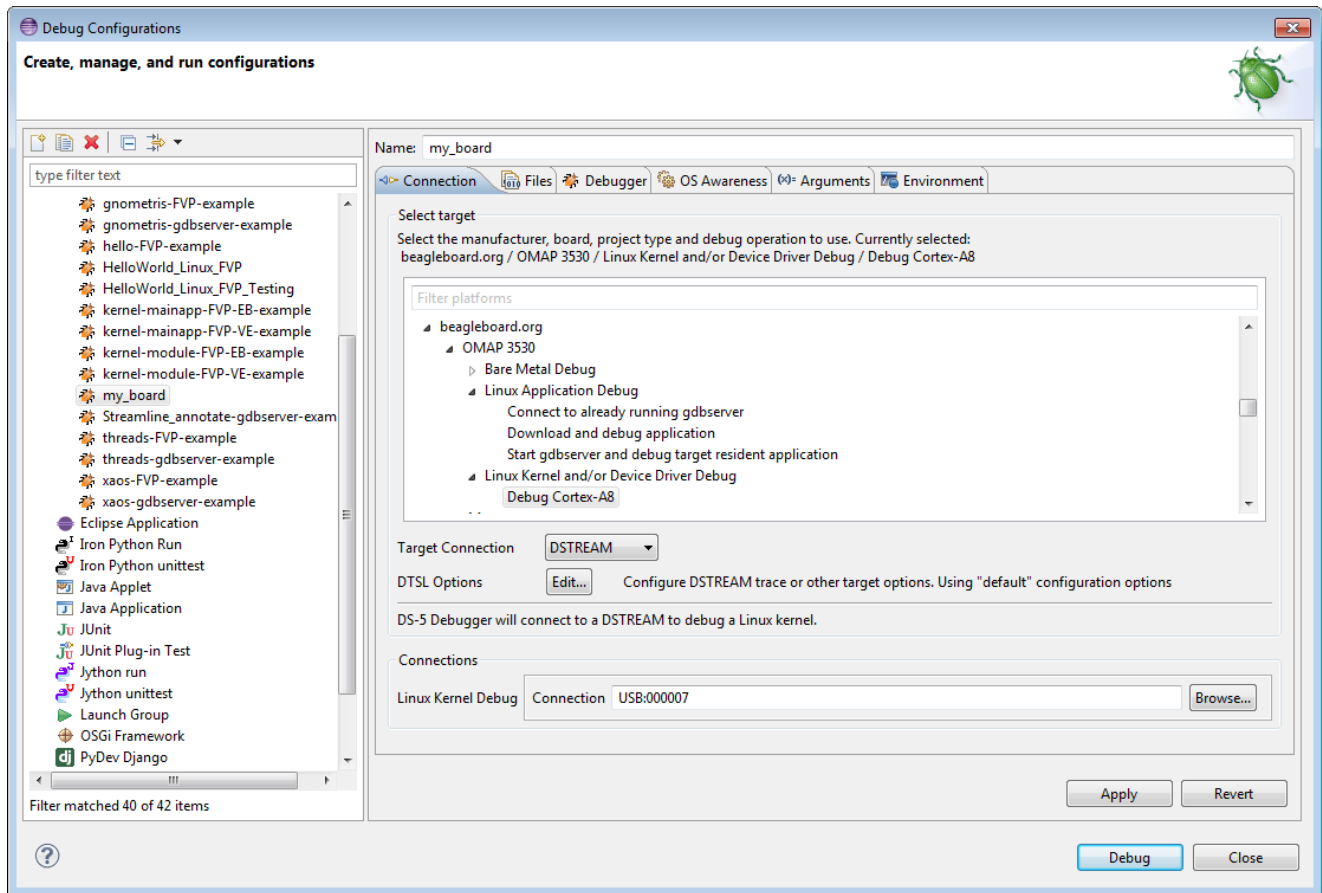 Debug Configurations
Create, manage, and run configurations
type filter text
gnometris-FVP-example
gnometris-gdbserver-example
hello-FVP-example
HelloWorld_Linux_FVP
HelloWorld_Linux_FVP_Testing
kernel-mainapp-FVP-EB-example
kernel-mainapp-FVP-VE-example
kernel-module-FVP-EB-example
kernel-module-FVP-VE-example
my_board
Streamline_annotate-gdbserver-exam
threads-FVP-example
threads-gdbserver-example
xaos-FVP-example
xaos-gdbserver-example
Eclipse Application
Iron Python Run
Iron Python unittest
Java Applet
Java Application
JUnit
JUnit Plug-in Test
Jython run
Jython unittest
Launch Group
OSGi Framework
dj PyDev Django
Filter matched 40 of 42 items
Name: my_board
Connection Files Debugger OS Awareness Arguments Environment
Select target
Select the manufacturer, board, project type and debug operation to use. Currently selected:
beagleboard.org / OMAP 3530 / Linux Kernel and/or Device Driver Debug / Debug Cortex-A8
Filter platforms
beagleboard.org
OMAP 3530
Bare Metal Debug
Linux Application Debug
Connect to already running gdbserver
Download and debug application
Start gdbserver and debug target resident application
Linux Kernel and/or Device Driver Debug
Debug Cortex-A8
Target Connection DSTREAM
DTSL Options Edit... Configure DSTREAM trace or other target options. Using "default" configuration options
DS-5 Debugger will connect to a DSTREAM to debug a Linux kernel.
Connections
Linux Kernel Debug Connection USB:000007 Browse...
Apply Revert
Debug Close